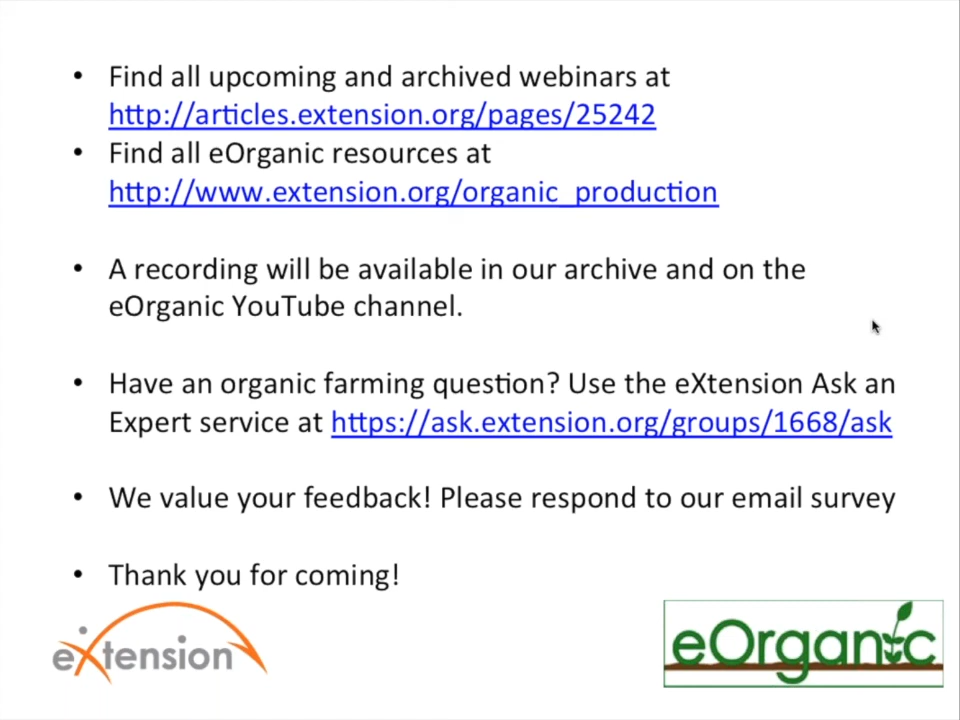 • Find all upcoming and archived webinars at
http://articles.extension.org/pages/25242
• Find all eOrganic resources at
http://www.extension.org/organic_production
• A recording will be available in our archive and on the
eOrganic YouTube channel.
• Have an organic farming question? Use the eXtension Ask an
Expert service at https://ask.extension.org/groups/1668/ask
• We value your feedback! Please respond to our email survey
• Thank you for coming!
eXtension
eOrganic